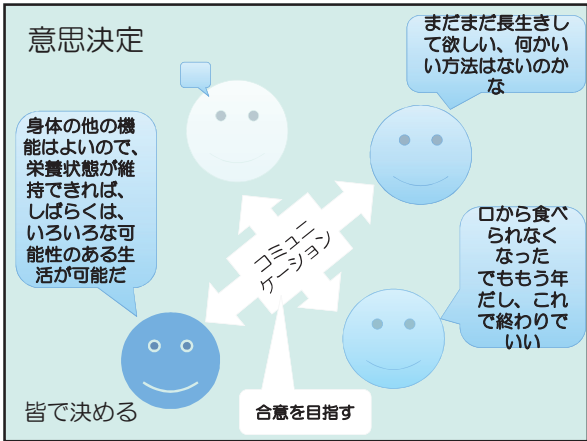 意思決定
まだまだ長生きし
て欲しい、何かい
い方法はないのか
な
身体の他の機
能はよいので、
栄養状態が維
持できれば、
しばらくは、
いろいろな可
能性のある生
活が可能だ
コミュニ
ケーション
口から食べ
られなく
なった
でももう年
だし、これ
で終わりで
いい
皆で決める
合意を目指す